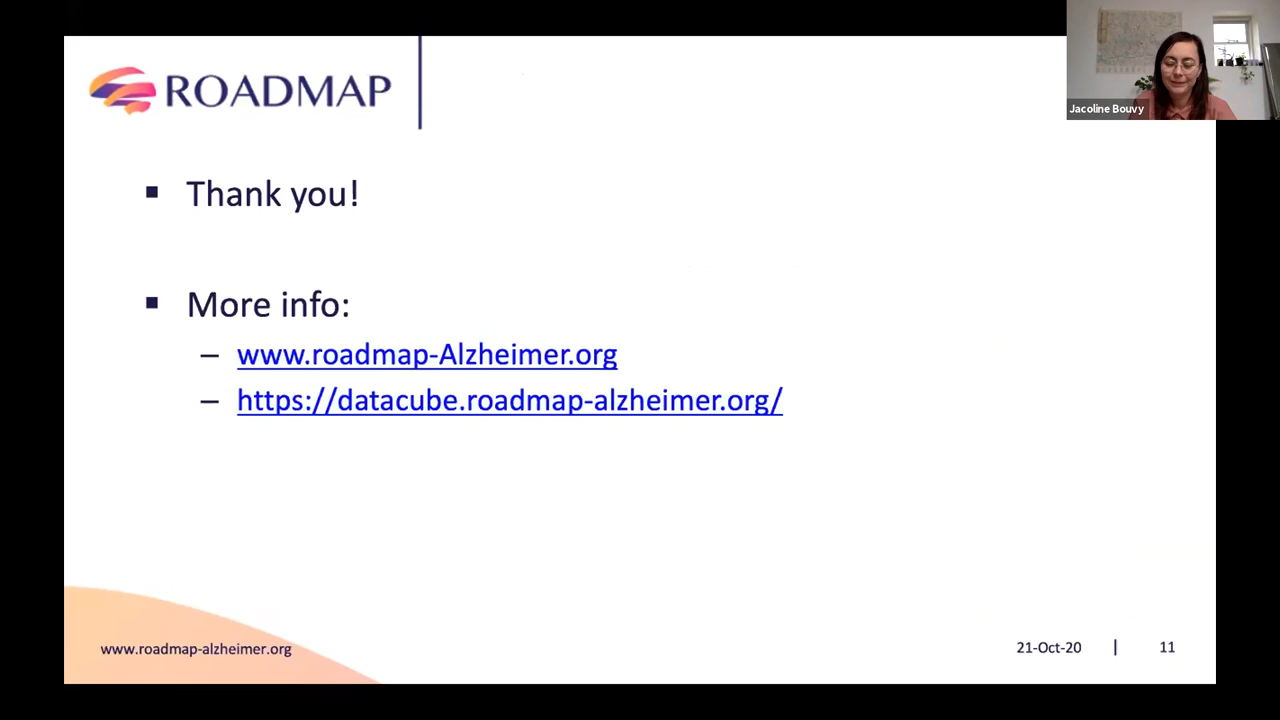 ROADMAP
Jacoline Bouvy
▪ Thank you!
▪ More info:
– www.roadmap-Alzheimer.org
– https://datacube.roadmap-alzheimer.org/
www.roadmap-alzheimer.org
21-Oct-20 | 11